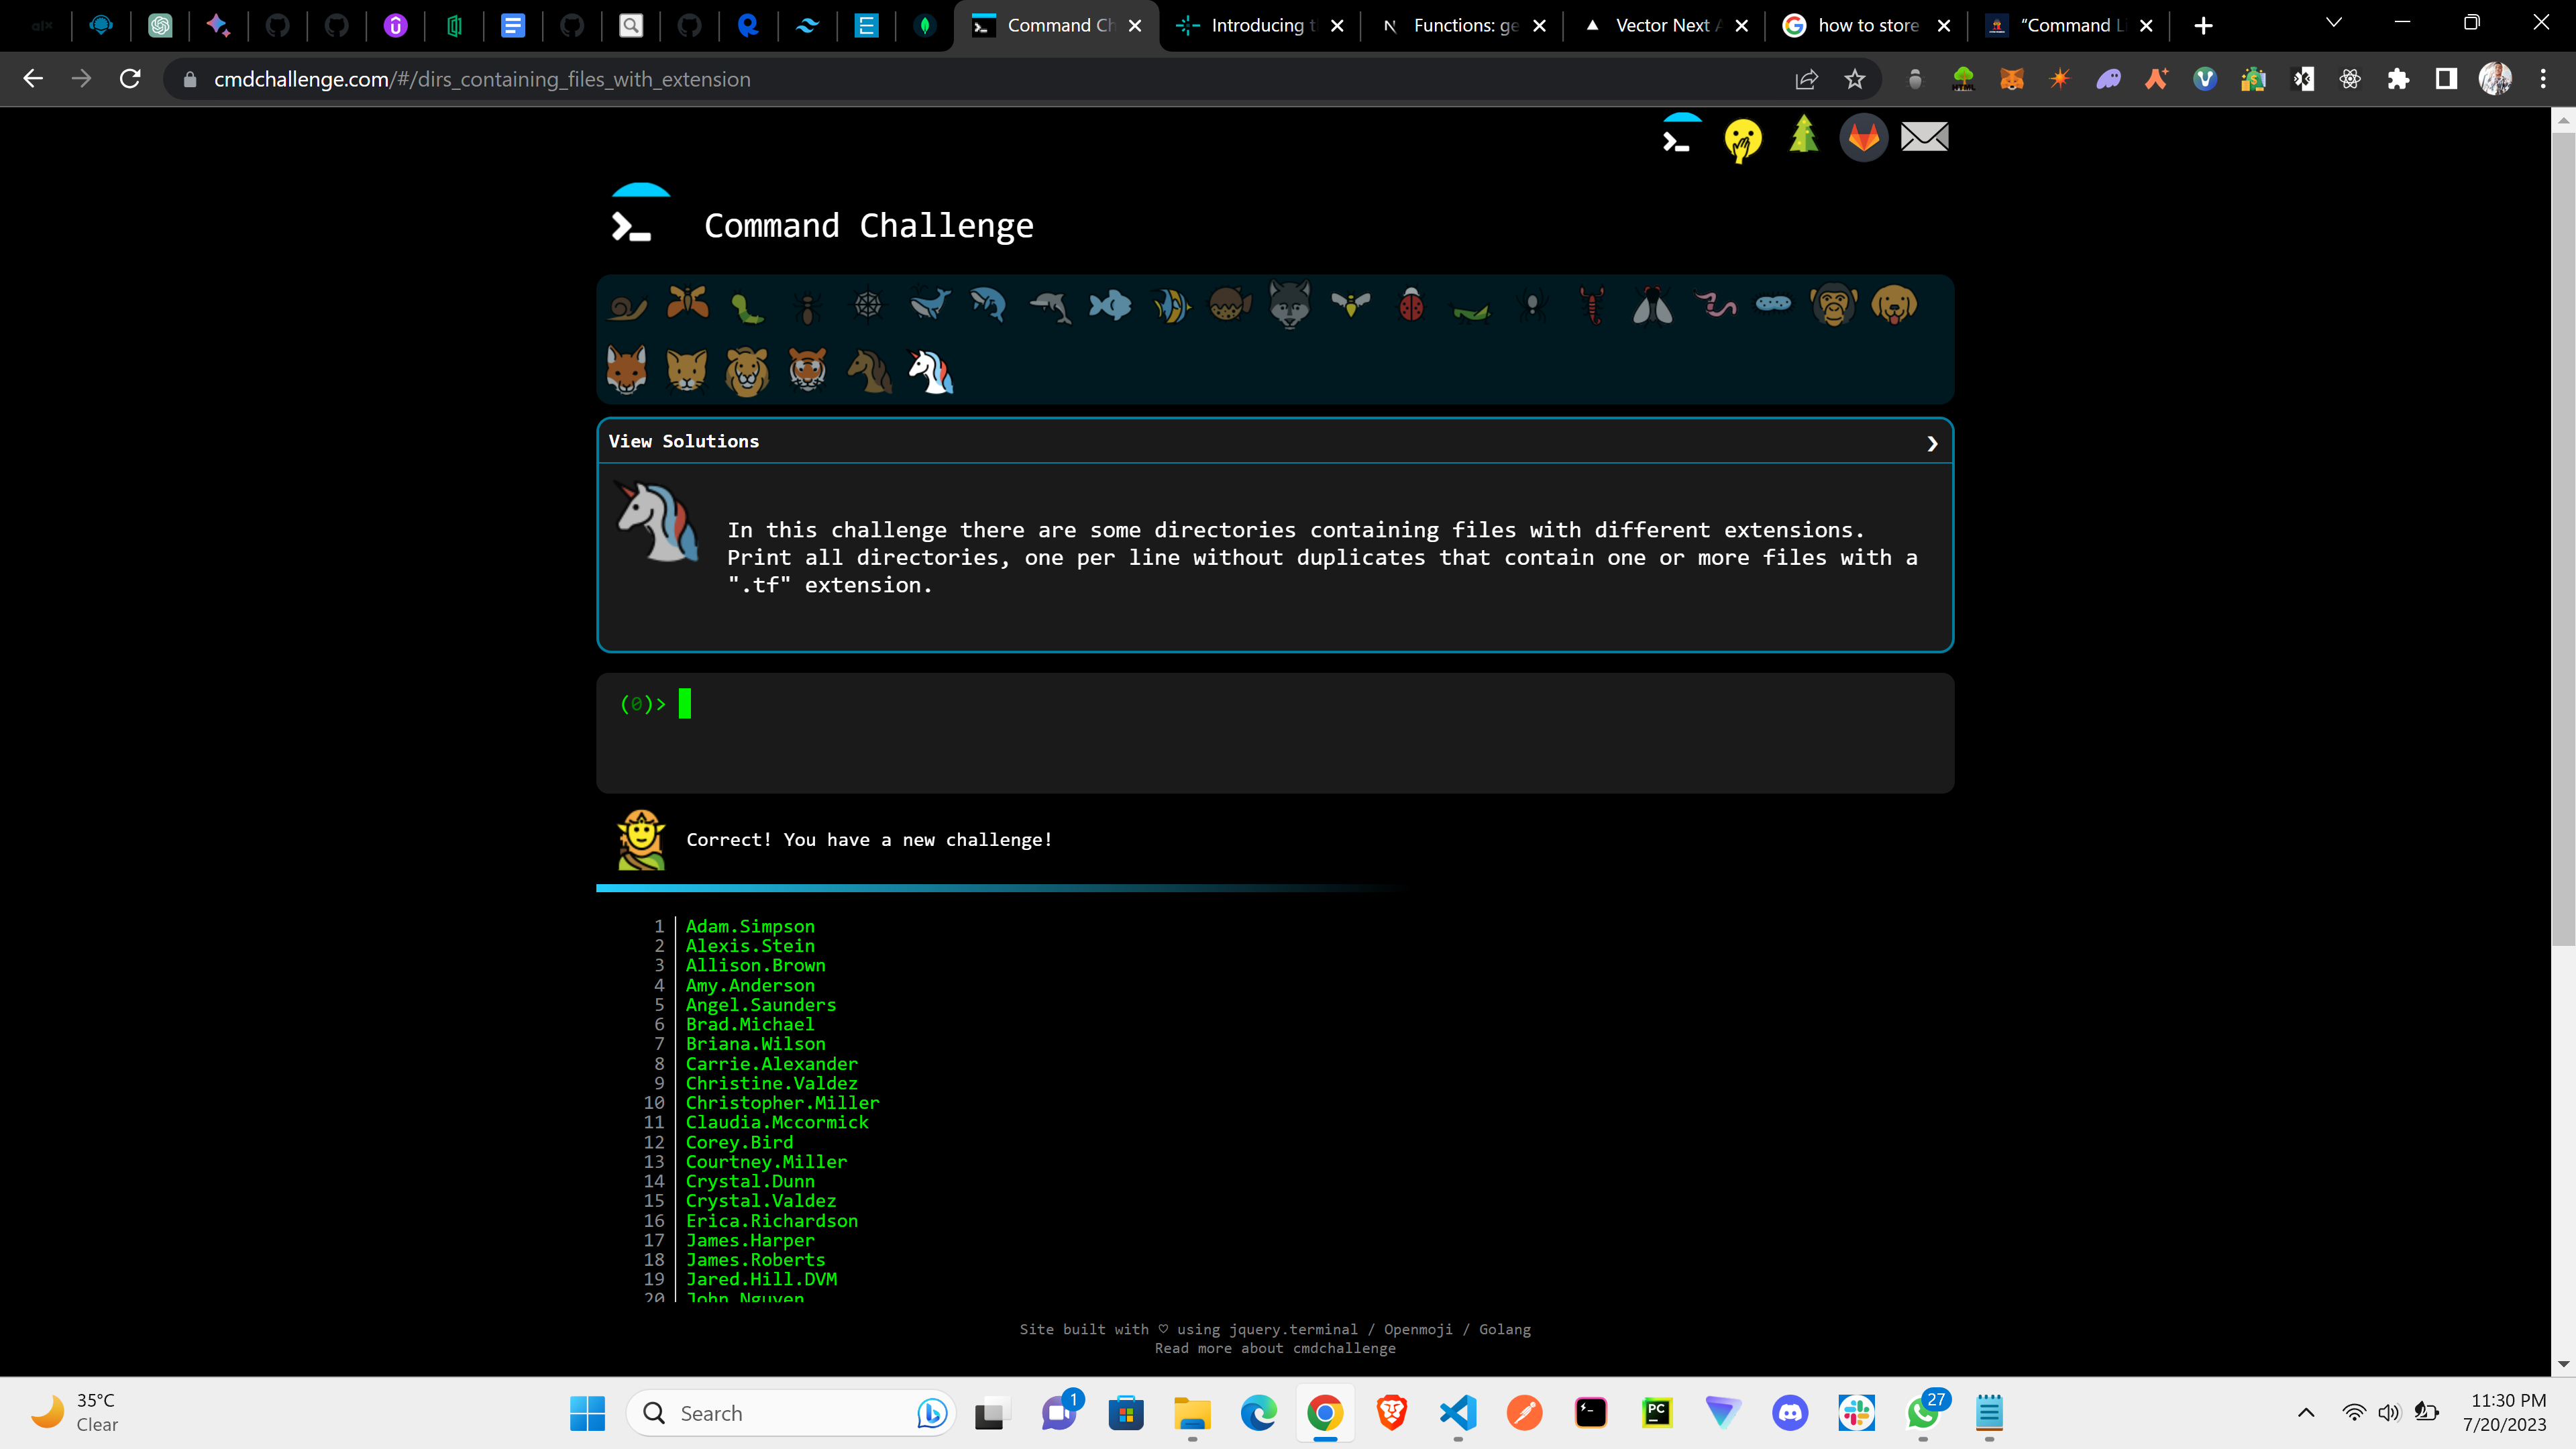 Command Ch
Introducing t
Functions: ge
Vector Next A
how to store
“Command Li
cmdchallenge.com/#/dirs_containing_files_with_extension
Command Challenge
View Solutions
In this challenge there are some directories containing files with different extensions.
Print all directories, one per line without duplicates that contain one or more files with a
".tf" extension.
(0)>
Correct! You have a new challenge!
1 Adam.Simpson
2 Alexis.Stein
3 Allison.Brown
4 Amy.Anderson
5 Angel.Saunders
6 Brad.Michael
7 Briana.Wilson
8 Carrie.Alexander
9 Christine.Valdez
10 Christopher.Miller
11 Claudia.Mccormick
12 Corey.Bird
13 Courtney.Miller
14 Crystal.Dunn
15 Crystal.Valdez
16 Erica.Richardson
17 James.Harper
18 James.Roberts
19 Jared.Hill.DVM
20 John.Nguyen
Site built with ♡ using jquery.terminal / Openmoji / Golang
Read more about cmdchallenge
35°C
Clear
Search
1
PC
27
11:30 PM
7/20/2023